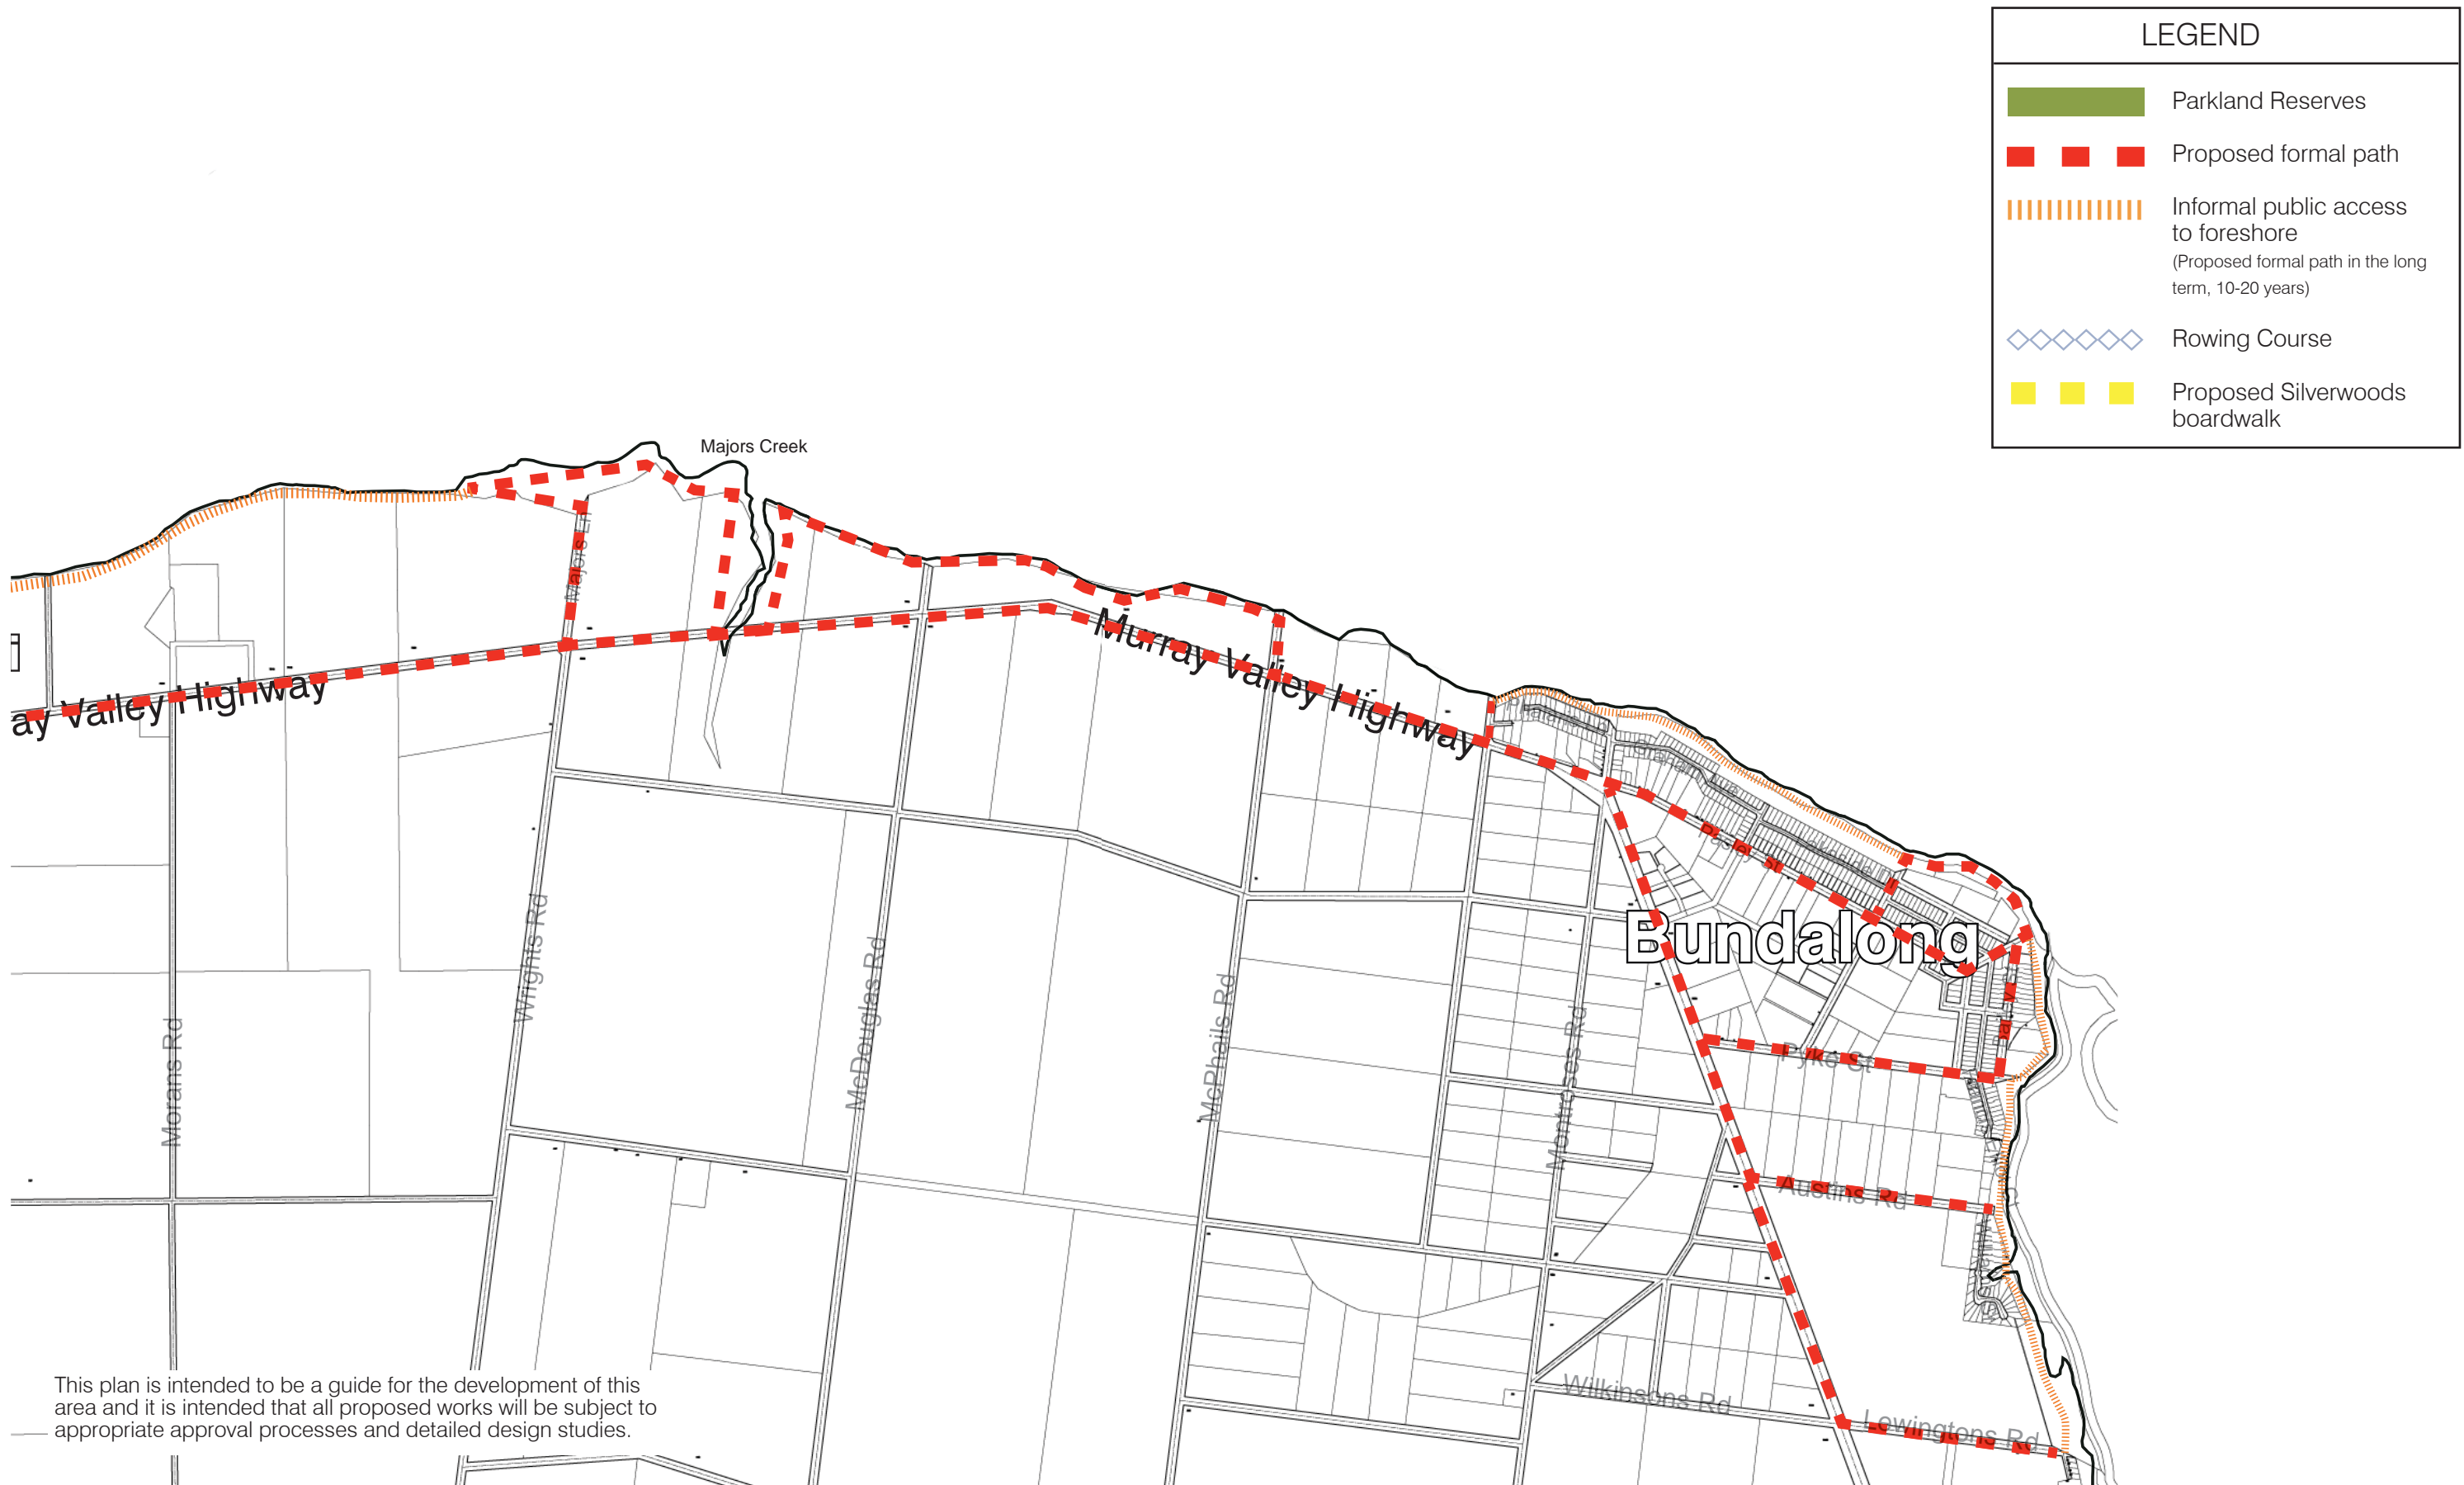 LEGEND
Parkland Reserves
Proposed formal path
Informal public access
to foreshore
(Proposed formal path in the long
term, 10-20 years)
Rowing Course
Proposed Silverwoods
boardwalk
Majors Creek
Majors Ln
Murray Valley Highway
ay Valley Highway
Pasley St
Bundalong
Wrights Rd
McDouglas Rd
McPhails Rd
Morans Rd
Pyke St
Austins Rd
Wilkinsons Rd
Lewingtons Rd
This plan is intended to be a guide for the development of this
area and it is intended that all proposed works will be subject to
appropriate approval processes and detailed design studies.